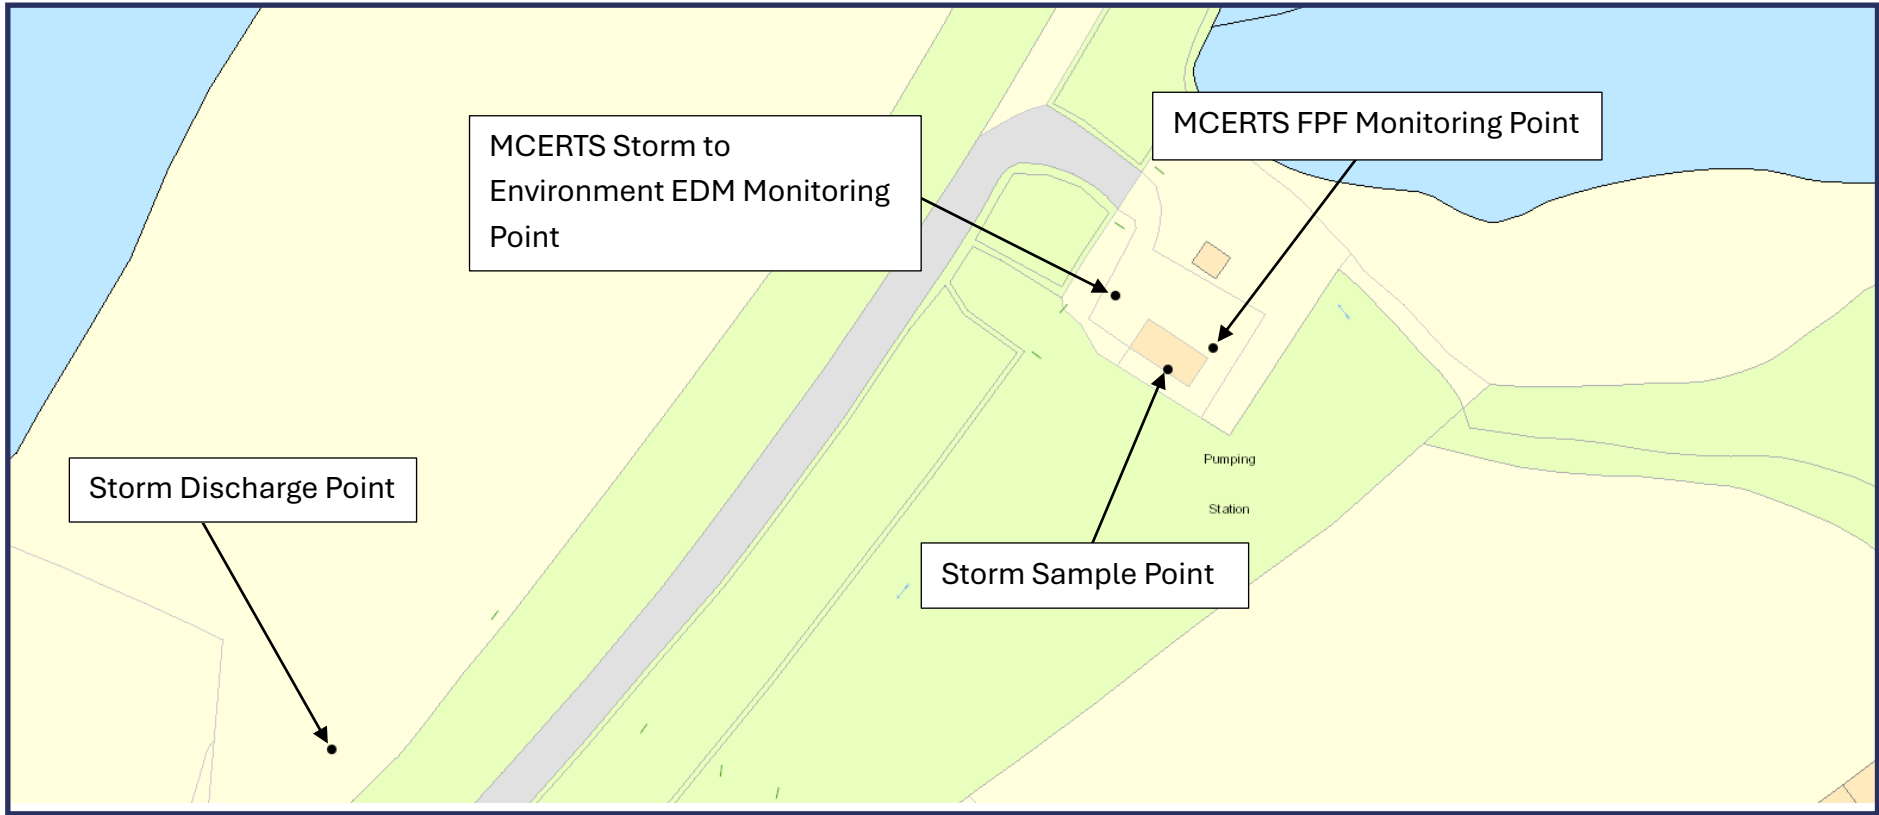 MCERTS FPF Monitoring Point
MCERTS Storm to
Environment EDM Monitoring
Point
Pumping
Station
Storm Discharge Point
Storm Sample Point